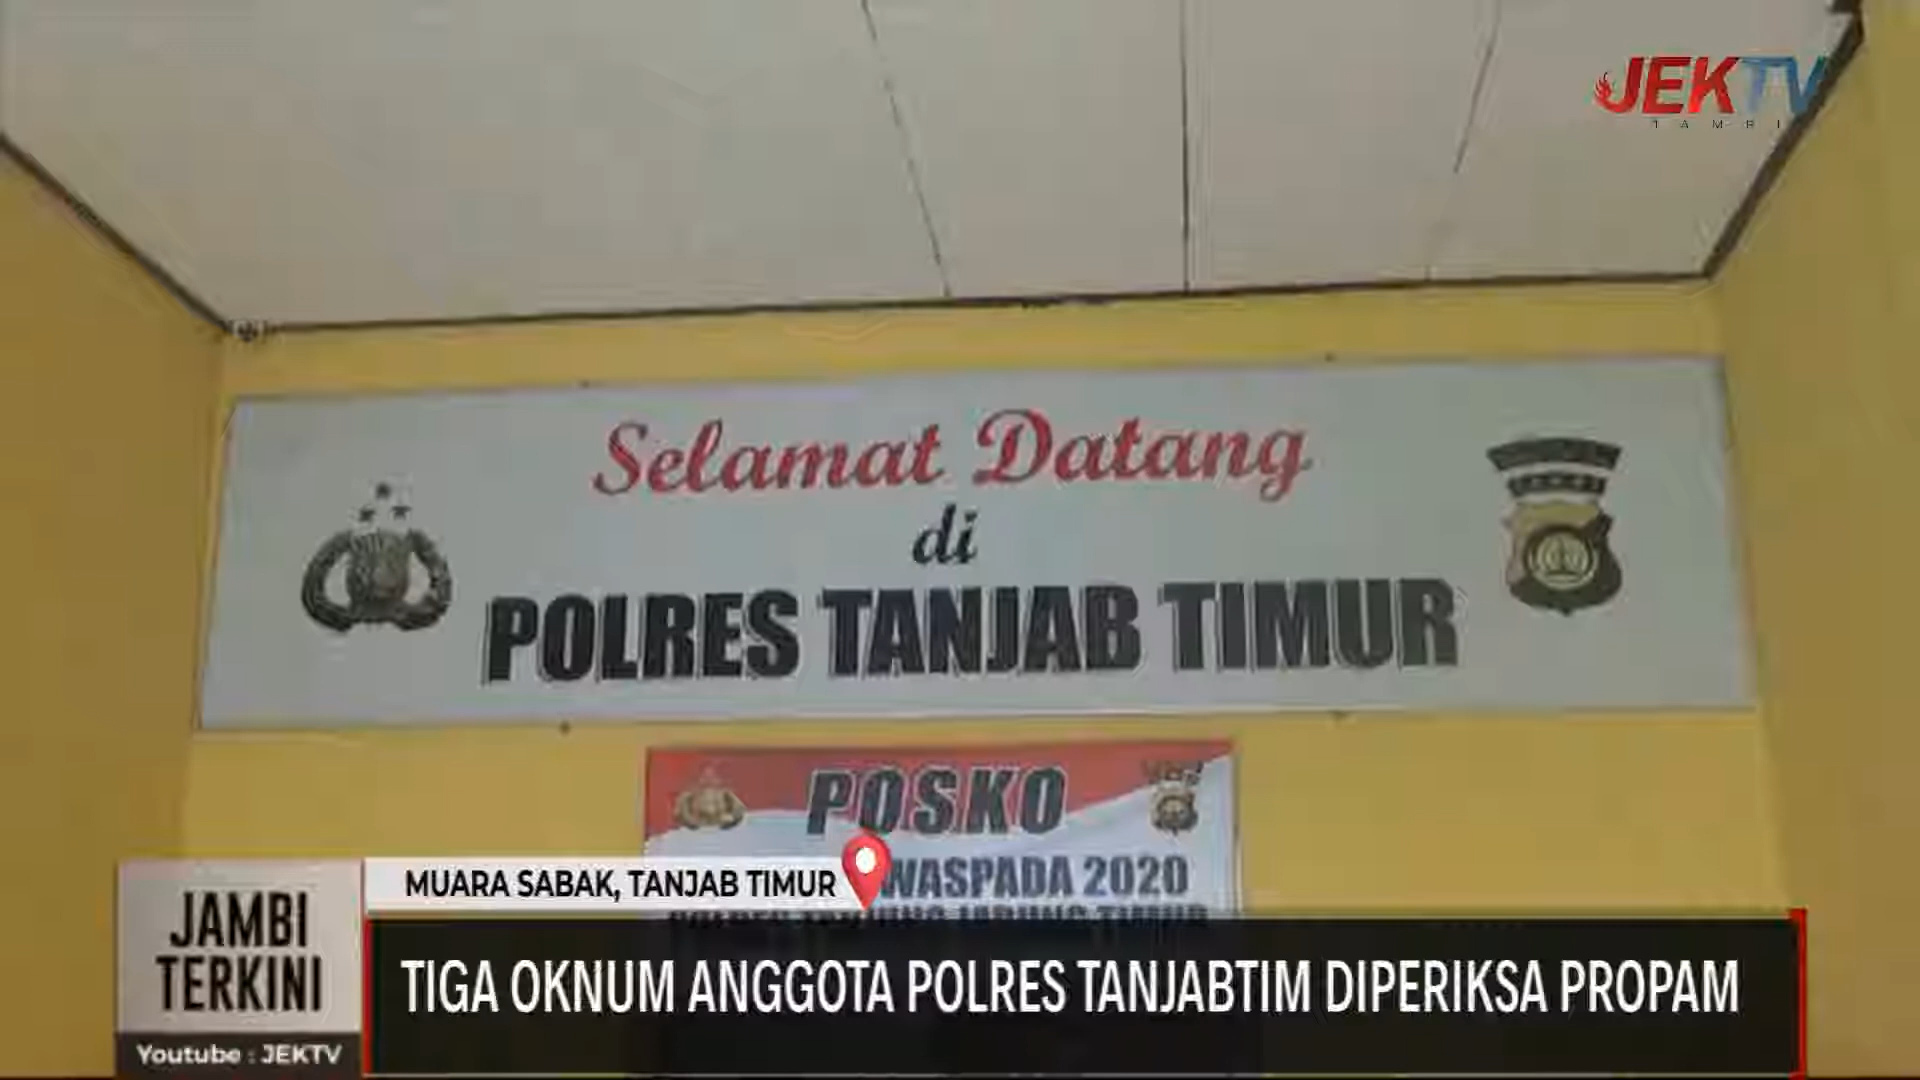 JEKTV
Selamat Datang
di
POLRES TANJAB TIMUR
POSKO
WASPADA 2020
MUARA SABAK, TANJAB TIMUR
JAMBI
TERKINI
TIGA OKNUM ANGGOTA POLRES TANJABTIM DIPERIKSA PROPAM
Youtube : JEKTV